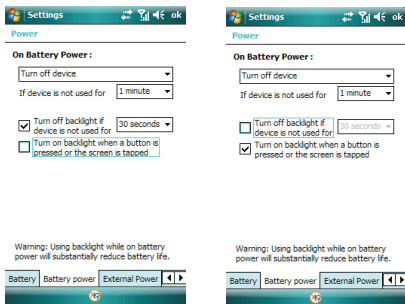 Settings ok
Power
On Battery Power :
Turn off device
If device is not used for 1 minute
Turn off backlight if
device is not used for 30 seconds
Turn on backlight when a button is
pressed or the screen is tapped
Warning: Using backlight while on battery
power will substantially reduce battery life.
Battery Battery power External Power
Settings ok
Power
On Battery Power :
Turn off device
If device is not used for 1 minute
Turn off backlight if
device is not used for 30 seconds
Turn on backlight when a button is
pressed or the screen is tapped
Warning: Using backlight while on battery
power will substantially reduce battery life.
Battery Battery power External Power